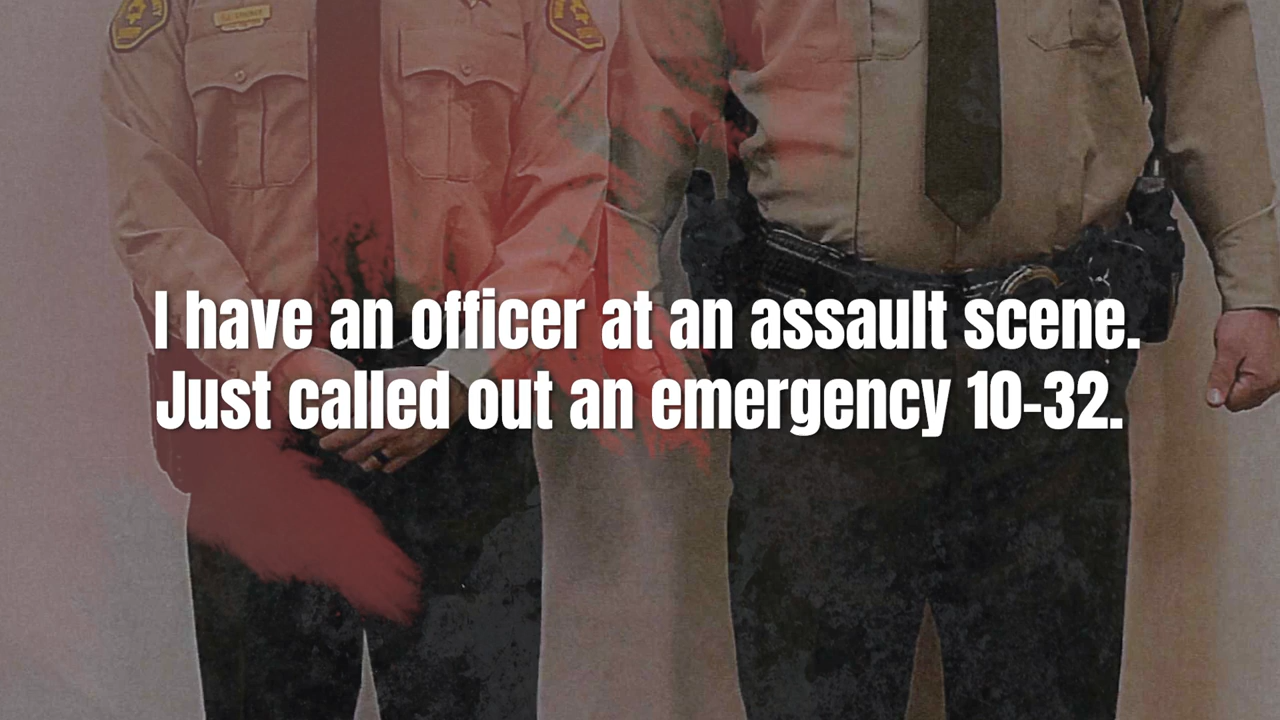 I have an officer at an assault scene.
Just called out an emergency 10-32.